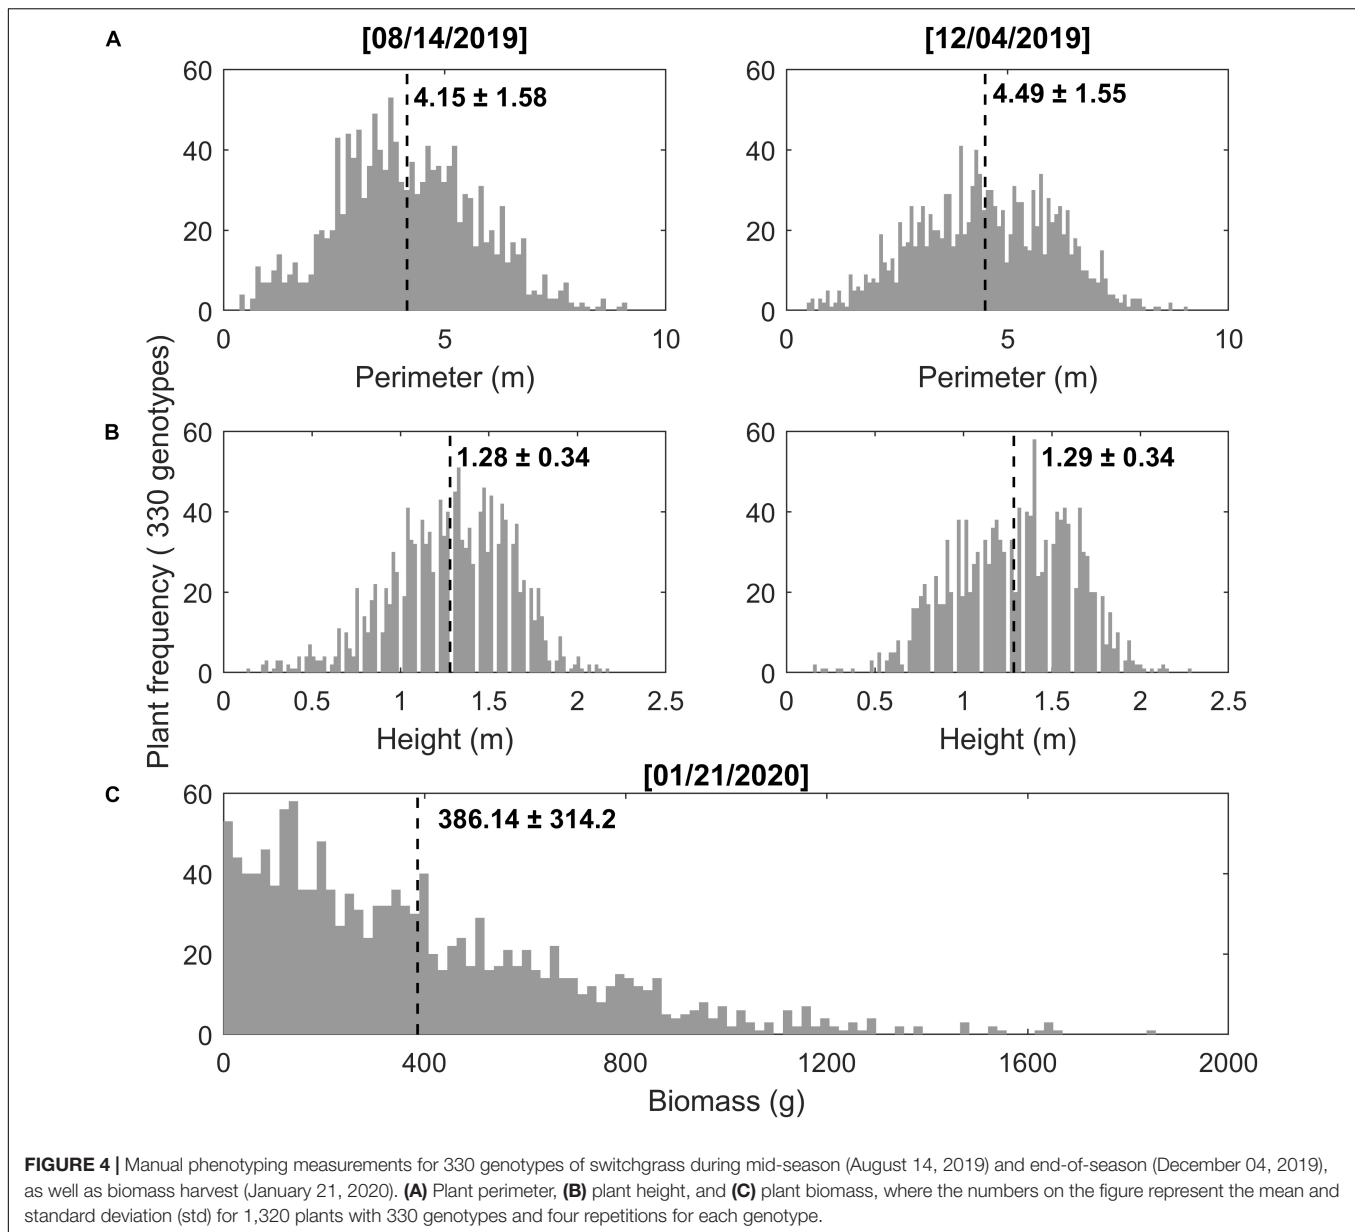 A
[08/14/2019]
[12/04/2019]
60
40
20
0
4.15 ± 1.58
0
5
10
Perimeter (m)
60
40
20
0
4.49 ± 1.55
0
5
10
Perimeter (m)
Plant frequency ( 330 genotypes)
B
60
40
20
0
1.28 ± 0.34
0
0.5
1
1.5
2
2.5
Height (m)
60
40
20
0
1.29 ± 0.34
0
0.5
1
1.5
2
2.5
Height (m)
C
[01/21/2020]
60
40
20
0
386.14 ± 314.2
0
400
800
1200
1600
2000
Biomass (g)
FIGURE 4 | Manual phenotyping measurements for 330 genotypes of switchgrass during mid-season (August 14, 2019) and end-of-season (December 04, 2019),
as well as biomass harvest (January 21, 2020). (A) Plant perimeter, (B) plant height, and (C) plant biomass, where the numbers on the figure represent the mean and
standard deviation (std) for 1,320 plants with 330 genotypes and four repetitions for each genotype.